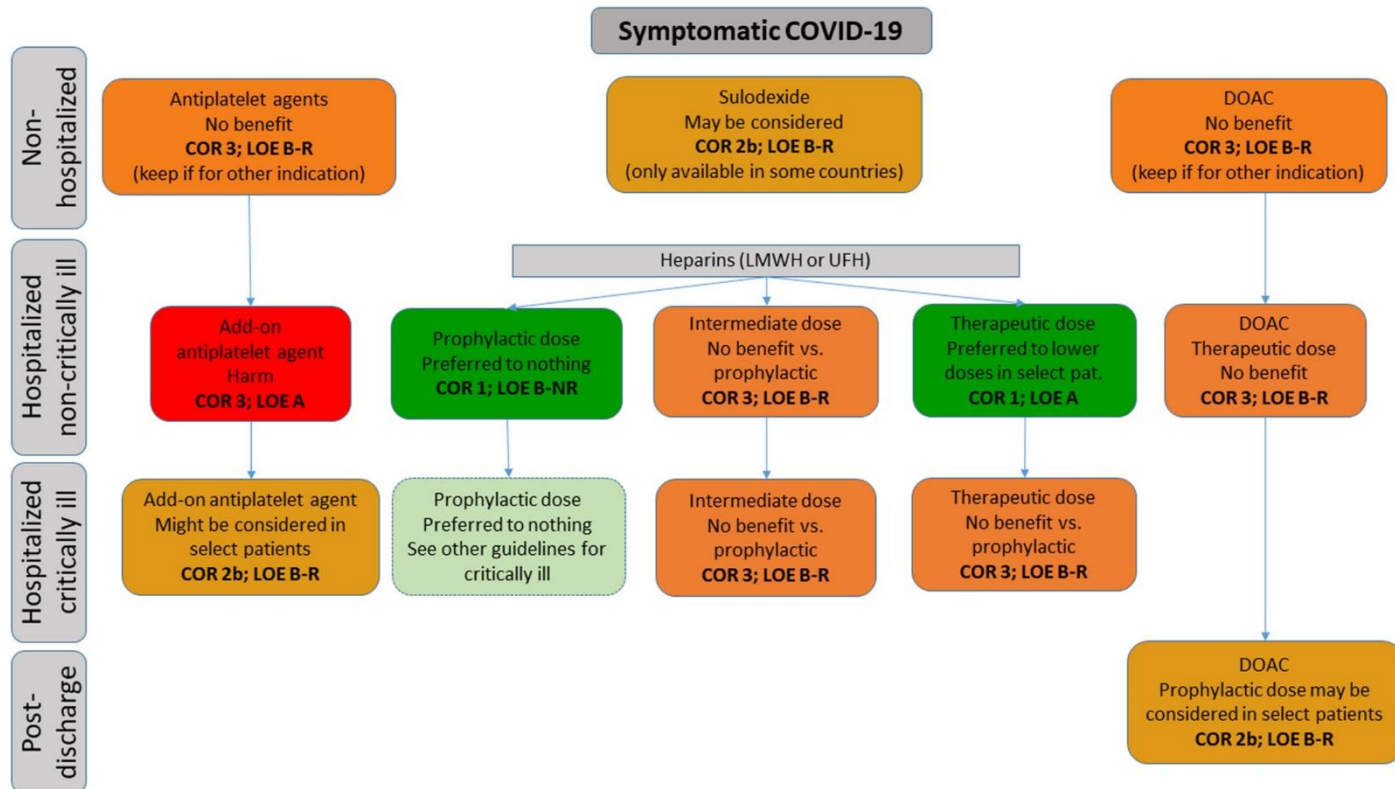 Symptomatic COVID-19
Non-
hospitalized
Antiplatelet agents
No benefit
COR 3; LOE B-R
(keep if for other indication)
Sulodexide
May be considered
COR 2b; LOE B-R
(only available in some countries)
DOAC
No benefit
COR 3; LOE B-R
(keep if for other indication)
Hospitalized
non-critically ill
Heparins (LMWH or UFH)
Add-on
antiplatelet agent
Harm
COR 3; LOE A
Prophylactic dose
Preferred to nothing
COR 1; LOE B-NR
Intermediate dose
No benefit vs.
prophylactic
COR 3; LOE B-R
Therapeutic dose
Preferred to lower
doses in select pat.
COR 1; LOE A
DOAC
Therapeutic dose
No benefit
COR 3; LOE B-R
Hospitalized
critically ill
Add-on antiplatelet agent
Might be considered in
select patients
COR 2b; LOE B-R
Prophylactic dose
Preferred to nothing
See other guidelines for
critically ill
Intermediate dose
No benefit vs.
prophylactic
COR 3; LOE B-R
Therapeutic dose
No benefit vs.
prophylactic
COR 3; LOE B-R
Post-
discharge
DOAC
Prophylactic dose may be
considered in select patients
COR 2b; LOE B-R